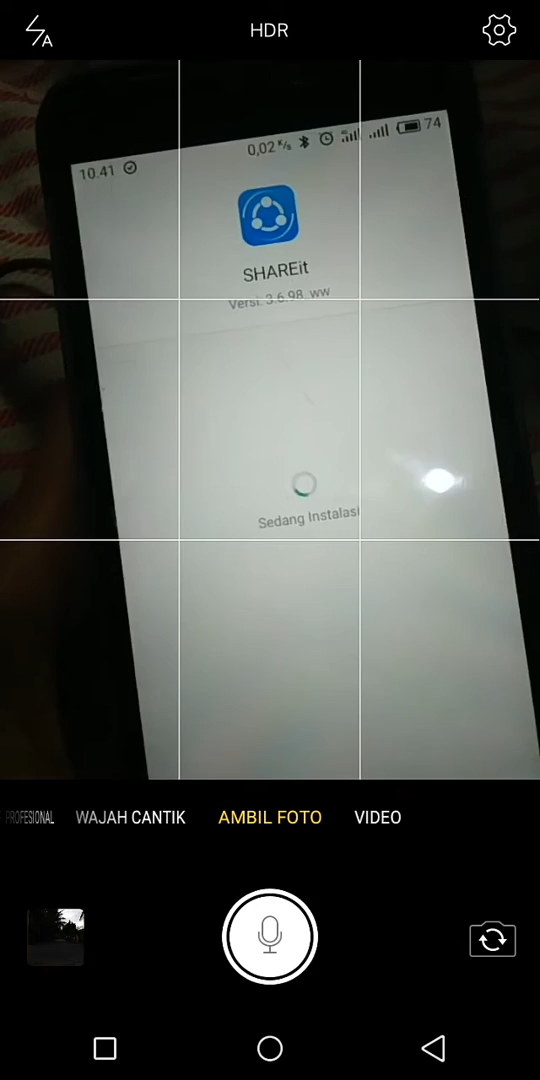 HDR
10.41 0,02 K/s 74
SHAREit
Versi: 3.6.98_ww
Sedang Instalasi
PROFESIONAL WAJAH CANTIK AMBIL FOTO VIDEO